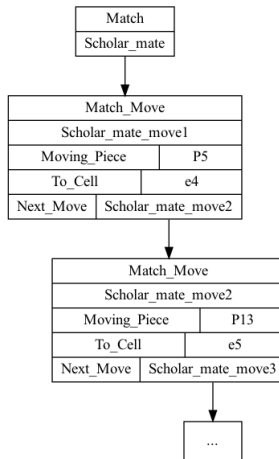 Match
Scholar_mate
Match_Move
Scholar_mate_move1
Moving_Piece P5
To_Cell e4
Next_Move Scholar_mate_move2
Match_Move
Scholar_mate_move2
Moving_Piece P13
To_Cell e5
Next_Move Scholar_mate_move3
...